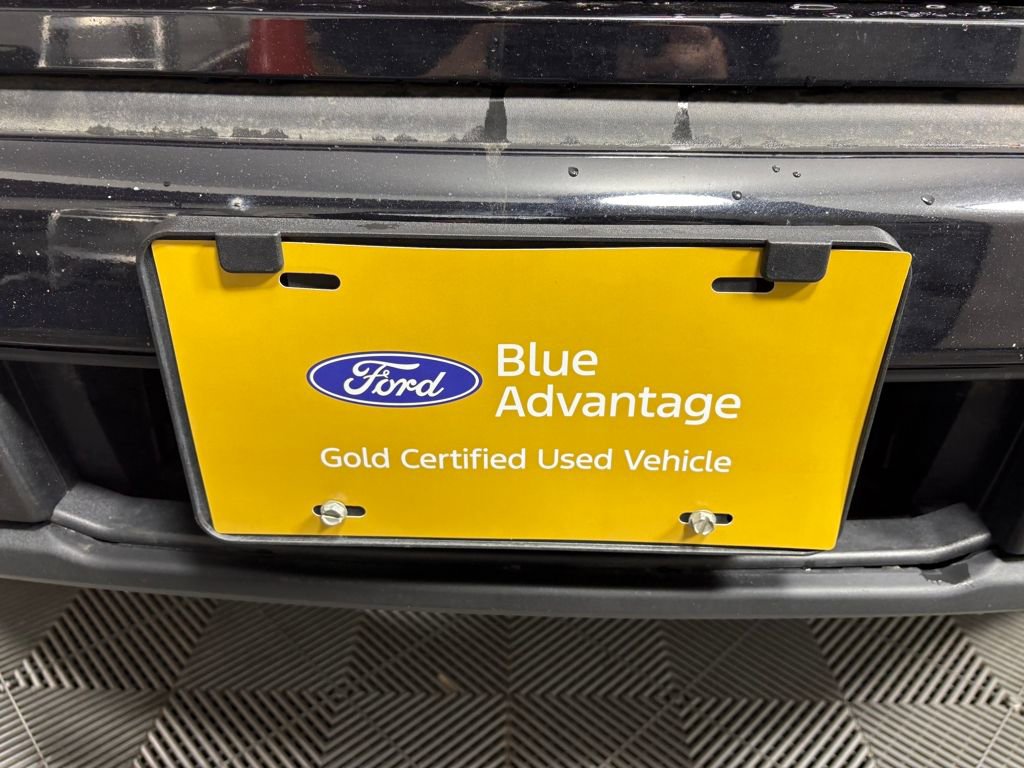 Ford
Blue
Advantage
Gold Certified Used Vehicle